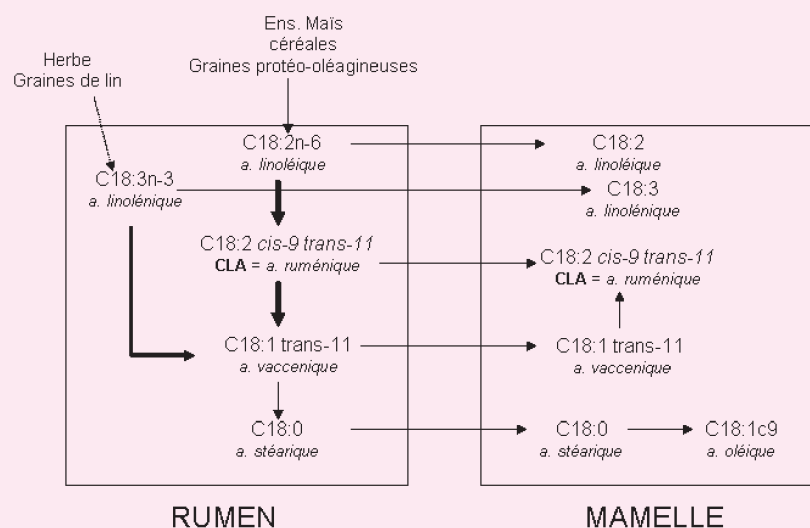 Ens. Maïs
céréales
Graines protéo-oléagineuses
Herbe
Graines de lin
C18:2n-6
a. linoléique
C18:3n-3
a. linolénique
C18:2 cis-9 trans-11
CLA = a. ruménique
C18:1 trans-11
a. vaccenique
C18:0
a. stéarique
RUMEN
C18:2
a. linoléique
C18:3
a. linolénique
C18:2 cis-9 trans-11
CLA = a. ruménique
C18:1 trans-11
a. vaccenique
C18:0
a. stéarique
C18:1c9
a. oléique
MAMELLE